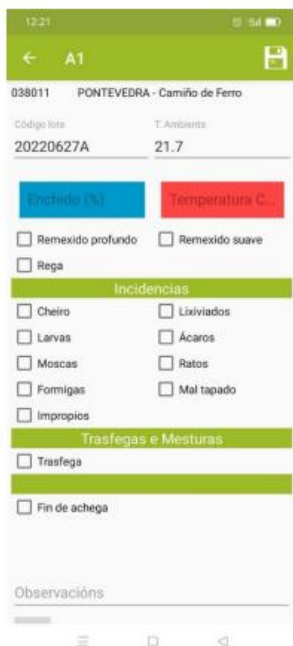 12:21
A1
038011 PONTEVEDRA - Camiño de Ferro
Código lote T. Ambiente
20220627A 21.7
Enchido (%) Temperatura C...
Remexido profundo Remexido suave
Rega
Incidencias
Cheiro Lixiviados
Larvas Ácaros
Moscas Ratos
Formigas Mal tapado
Impropios
Trasfegas e Mesturas
Trasfega
Fin de achega
Observacións